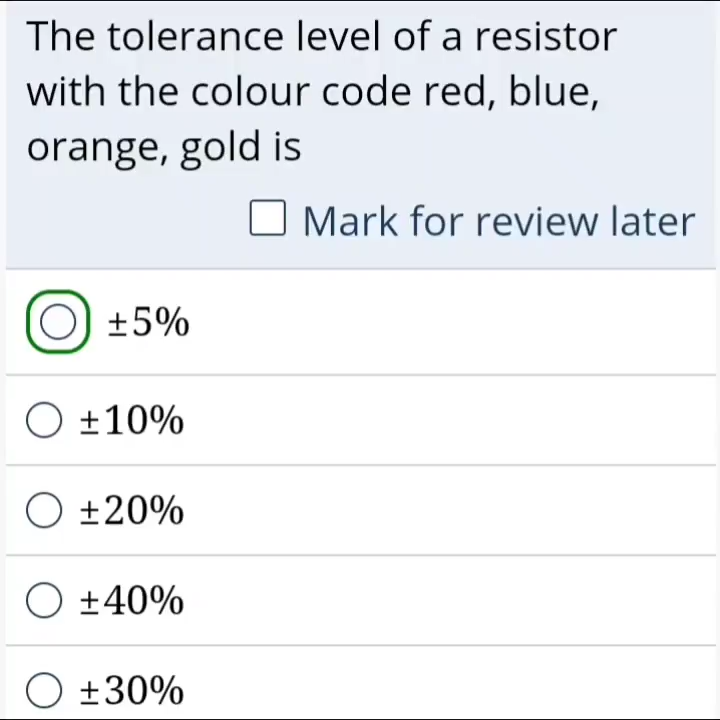 The tolerance level of a resistor
with the colour code red, blue,
orange, gold is
Mark for review later
±5%
±10%
±20%
±40%
±30%